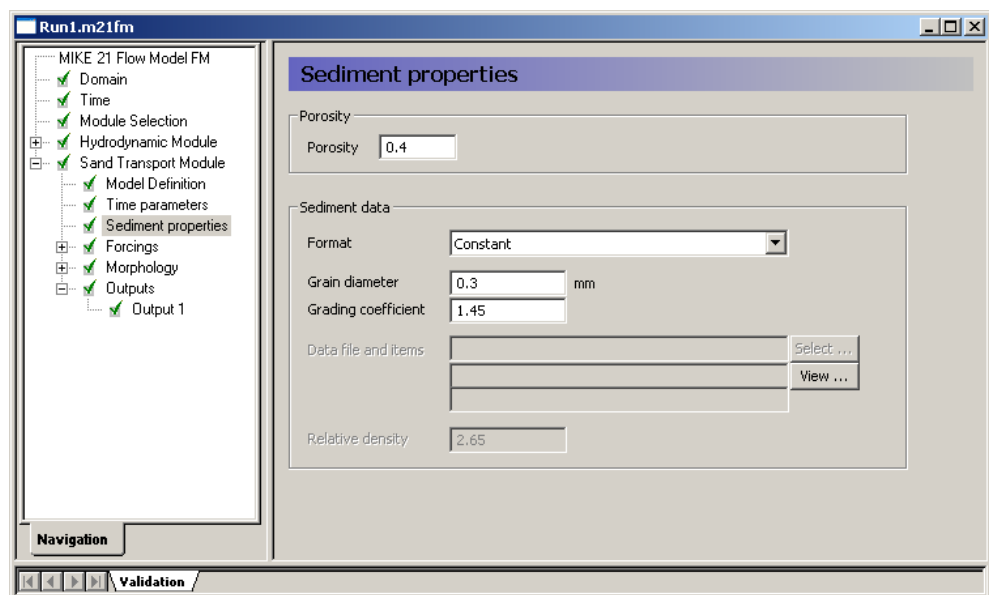 Run1.m21fm
MIKE 21 Flow Model FM
Domain
Time
Module Selection
Hydrodynamic Module
Sand Transport Module
Model Definition
Time parameters
Sediment properties
Forcings
Morphology
Outputs
Output 1
Navigation
Sediment properties
Porosity
Porosity 0.4
Sediment data
Format Constant
Grain diameter 0.3 mm
Grading coefficient 1.45
Data file and items Select ...
View ...
Relative density 2.65
Validation